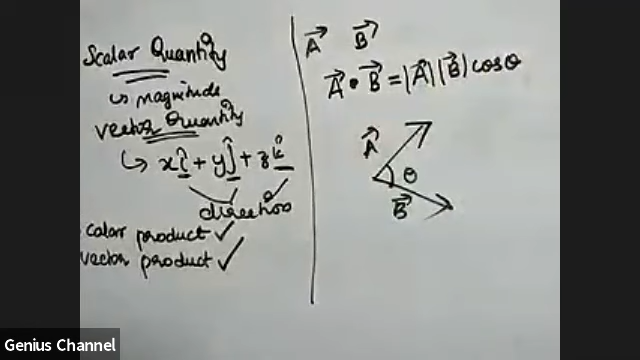 Scalar Quantity
↳ magnitude
vector Quantity
↳ xî + yĵ + zk̂
direction
calar product ✓
vector product ✓
A⃗ B⃗
A⃗ • B⃗ = |A⃗| |B⃗| cosθ
A⃗
θ
B⃗
Genius Channel